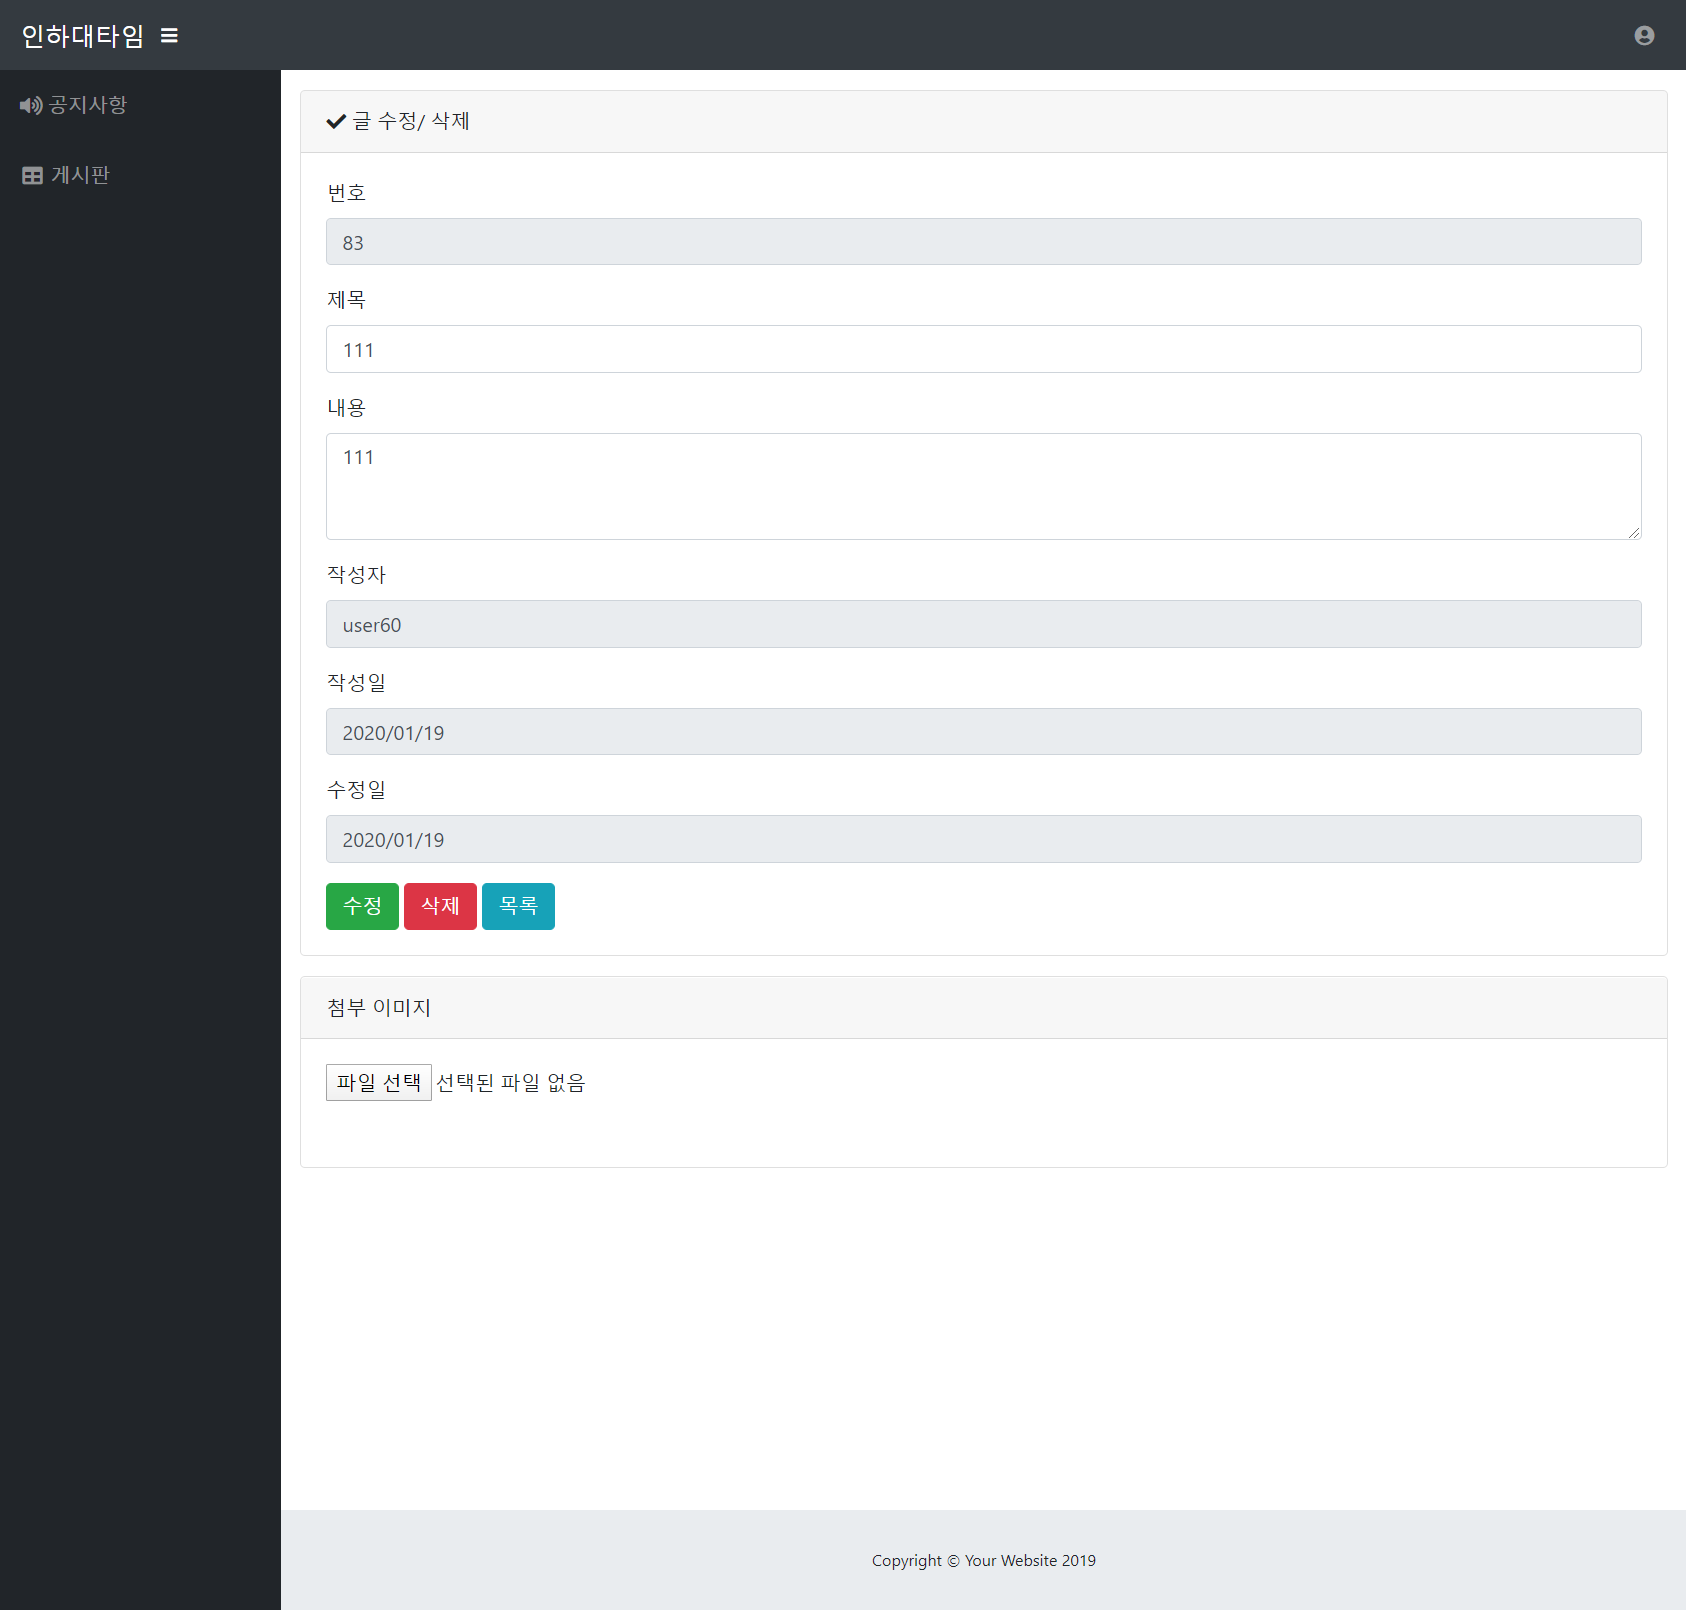 인하대타임
공지사항
게시판
글 수정/ 삭제
번호
83
제목
111
내용
111
작성자
user60
작성일
2020/01/19
수정일
2020/01/19
수정 삭제 목록
첨부 이미지
파일 선택 선택된 파일 없음
Copyright © Your Website 2019